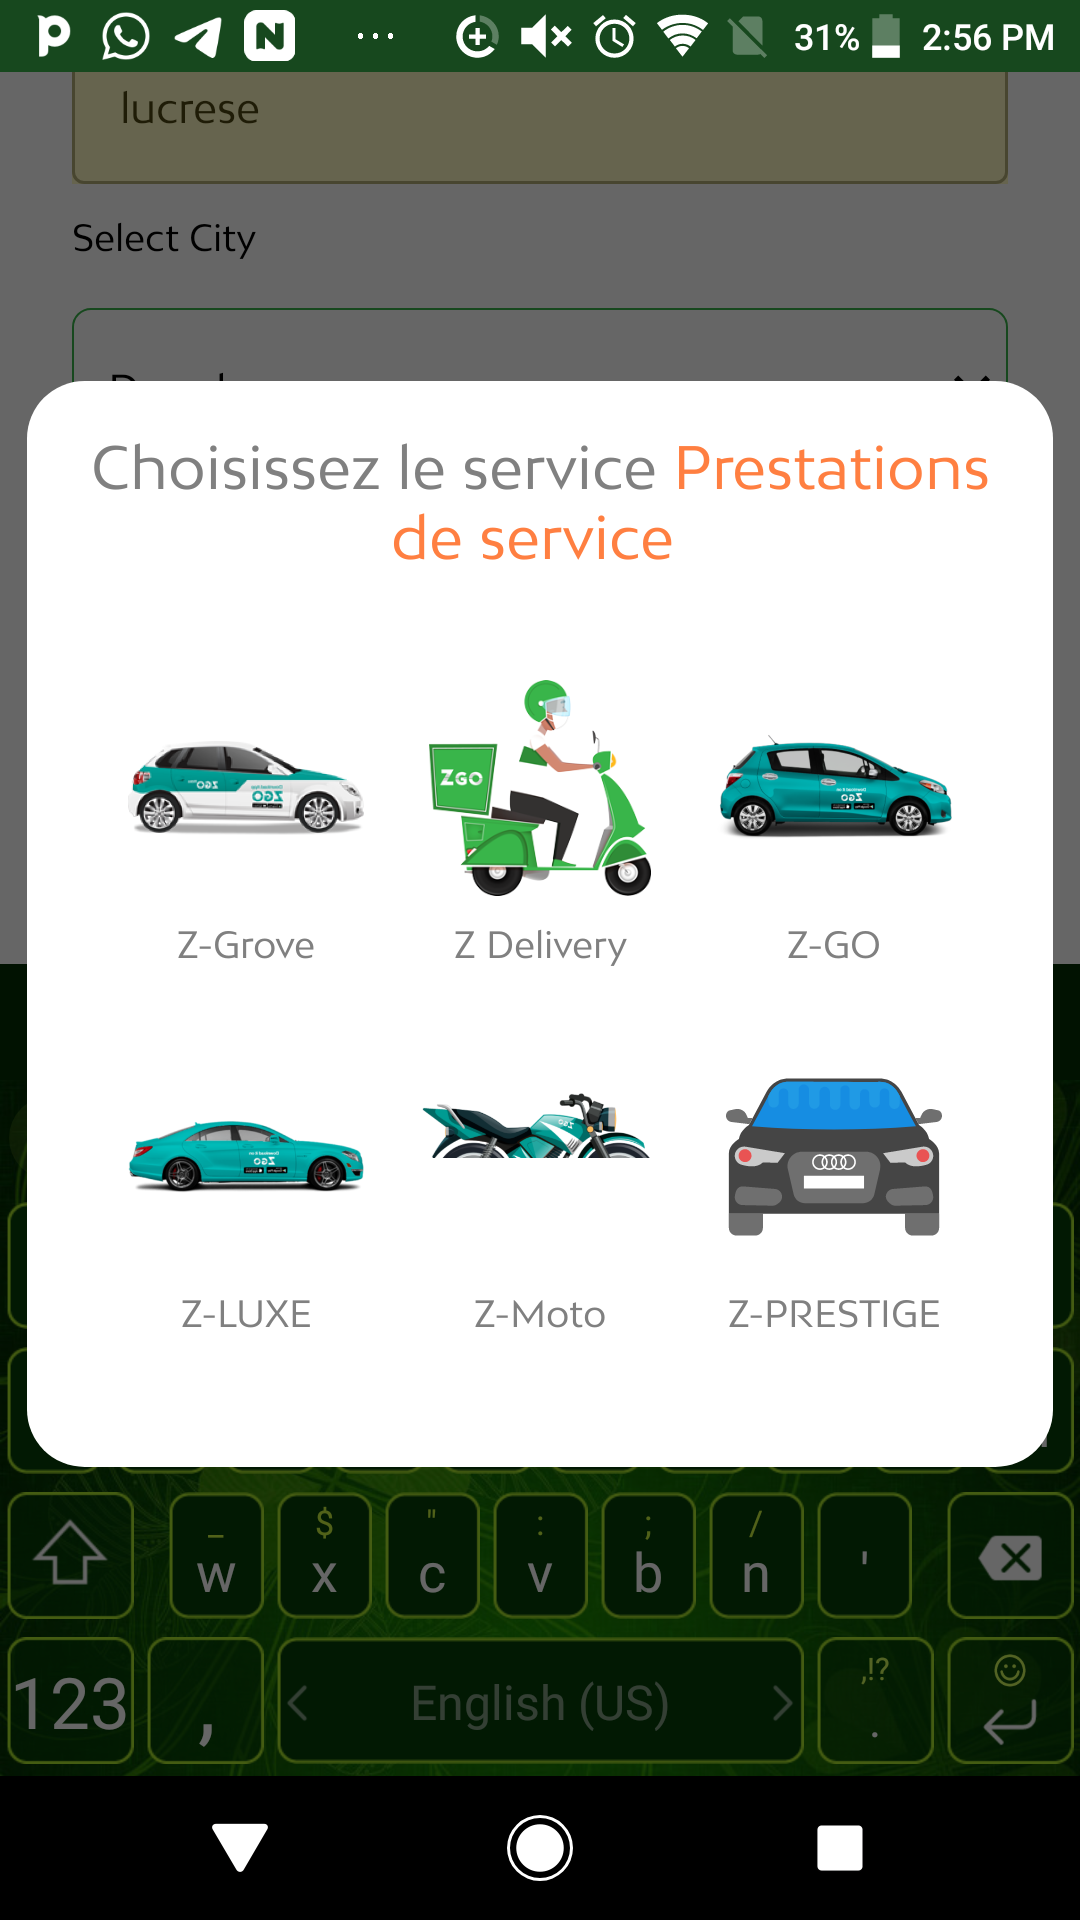 31% 2:56 PM
lucrese
Select City
Choisissez le service Prestations
de service
ZGO
Z-Grove Z Delivery Z-GO
Z-LUXE Z-Moto Z-PRESTIGE
_ $ " : ; /
w x c v b n '
,!?
123 , English (US) .